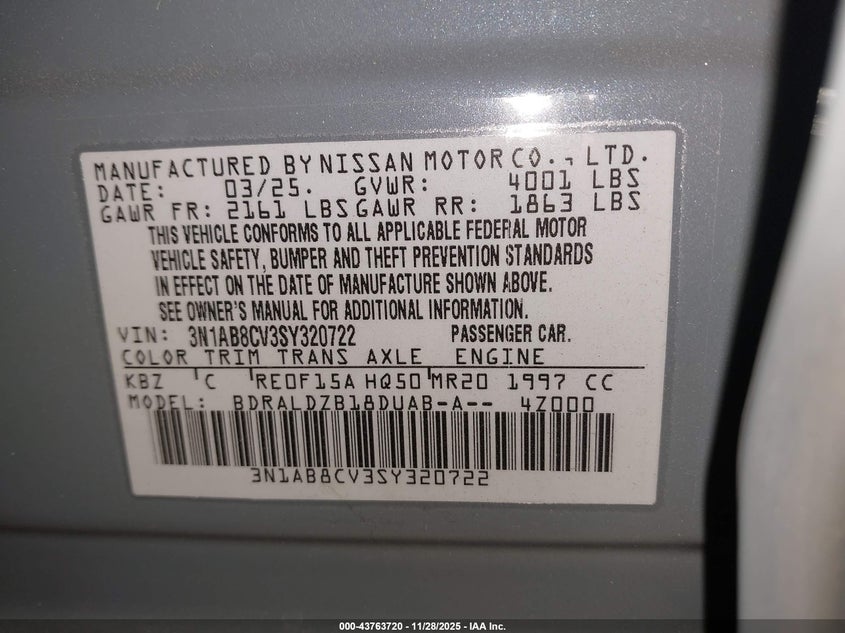 MANUFACTURED BY NISSAN MOTOR CO., LTD.
DATE: 03/25. GVWR: 4001 LBS
GAWR FR: 2161 LBS GAWR RR: 1863 LBS
THIS VEHICLE CONFORMS TO ALL APPLICABLE FEDERAL MOTOR
VEHICLE SAFETY, BUMPER AND THEFT PREVENTION STANDARDS
IN EFFECT ON THE DATE OF MANUFACTURE SHOWN ABOVE.
SEE OWNER'S MANUAL FOR ADDITIONAL INFORMATION.
VIN: 3N1AB8CV3SY320722 PASSENGER CAR.
COLOR TRIM TRANS AXLE ENGINE
KBZ C RE0F15A HQ50 MR20 1997 CC
MODEL: BDRALDZB18DUAB-A-- 4Z000
3N1AB8CV3SY320722
000-43763720 — 11/28/2025 - IAA Inc.